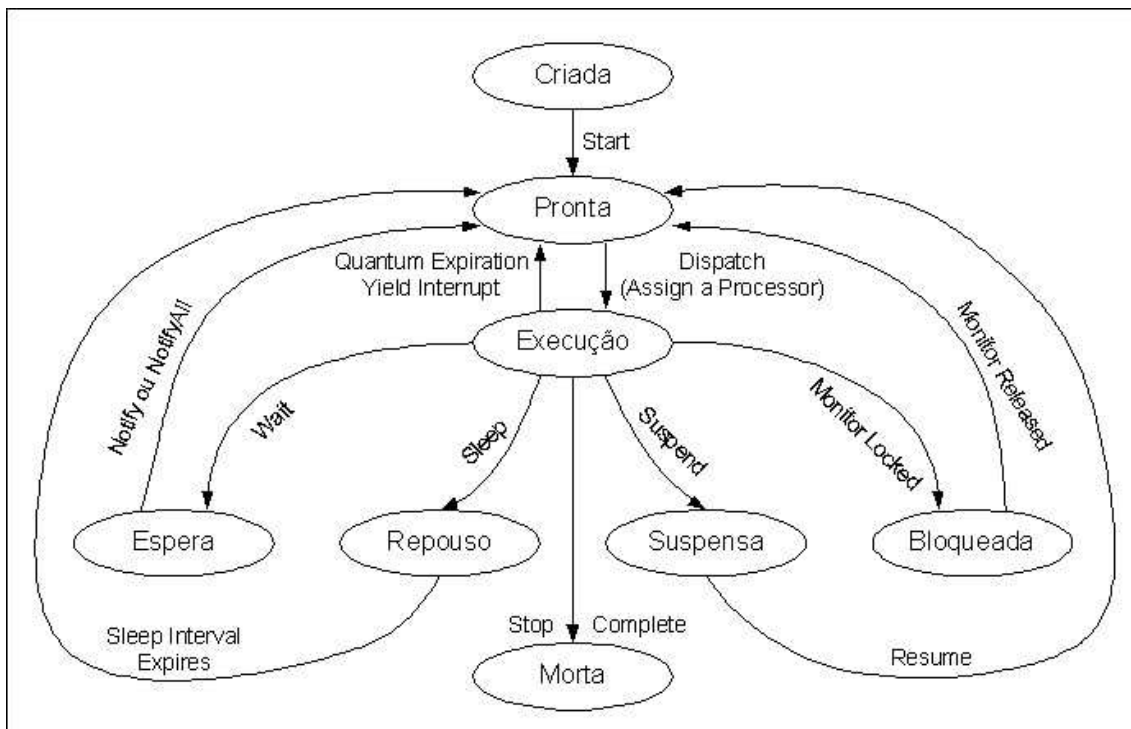 Criada
Start
Pronta
Quantum Expiration
Yield Interrupt
Dispatch
(Assign a Processor)
Execução
Notify ou NotifyAll
Wait
Sleep
Suspend
Monitor Locked
Monitor Released
Espera
Repouso
Suspensa
Bloqueada
Sleep Interval
Expires
Stop
Complete
Resume
Morta